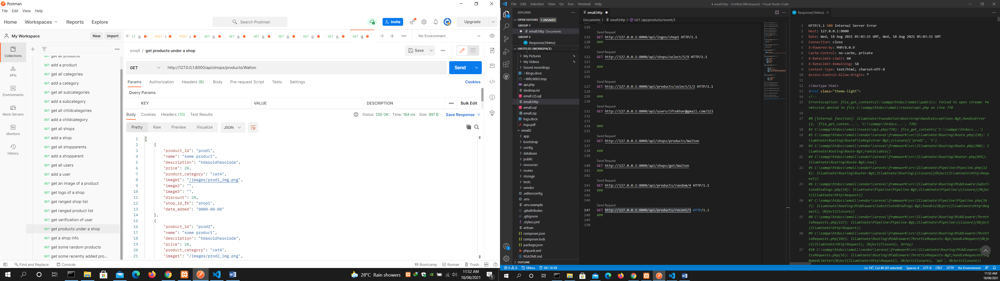 Postman
File Edit View Help
Home Workspaces Reports Explore
Search Postman
Invite
Upgrade
My Workspace
New Import
No Environment
Collections
APIs
Environments
Mock Servers
Monitors
History
get all products
GET add a product
GET get all categories
GET add a category
GET get all subcategories
GET add a subcategory
GET get all childcategories
GET add a childcategory
GET get all shops
GET add a shop
GET get all shopparents
GET add a shopparent
GET get all users
GET add a user
GET get an image of a product
GET get logo of a shop
GET get ranged shop list
GET get ranged product list
GET get verification of user
GET get products under a shop
GET get a shop info
GET get some random products
GET get some recently added pro...
emall / get products under a shop
Save
GET http://127.0.0.1:8000/api/shops/products/Walton
Send
Params Authorization Headers (6) Body Pre-request Script Tests Settings
Cookies
Query Params
KEY VALUE DESCRIPTION Bulk Edit
Body Cookies Headers (10) Test Results
Status: 200 OK Time: 184 ms Size: 997 B Save Response
Pretty Raw Preview Visualize JSON
1 [
2 {
3 "product_id": "prod1",
4 "name": "some product",
5 "description": "hdasoidhasoisda",
6 "price": 20,
7 "product_category": "cat4",
8 "image1": "/images/prod1_img.png",
9 "image2": "",
10 "image3": "",
11 "discount": 20,
12 "shop_id_fk": "shop1",
13 "date_added": "0000-00-00"
14 },
15 {
16 "product_id": "prod2",
17 "name": "some product",
18 "description": "hdasoidhasoisda",
19 "price": 20,
20 "product_category": "cat4",
21 "image1": "/images/prod2_img.png",
Find and Replace Console
Bootcamp Runner Trash
28°C Rain showers
11:52 AM
18/08/2021
File Edit Selection View Go Run Terminal Help
● emall.http - Untitled (Workspace) - Visual Studio Code
EXPLORER
OPEN EDITORS 1 UNSAVED
GROUP 1
emall.http Documents
GROUP 2
Response(184ms)
UNTITLED (WORKSPACE)
My Pictures
My Videos
Sound recordings
~$logs.docx
~WRL0003.tmp
api.php
desktop.ini
emall (2).sql
emall.http
emall.sql
emall.zip
logs.docx
logs.pdf
emall2
app
bootstrap
config
database
public
resources
routes
storage
tests
vendor
.editorconfig
.env
.env.example
.gitattributes
.gitignore
.styleci.yml
artisan
composer.json
composer.lock
package.json
phpunit.xml
README.md
OUTLINE
emall.http
Documents > emall.http > GET /api/products/recent/3
118
Send Request
119 GET http://127.0.0.1:8000/api/logos/shop1 HTTP/1.1
120 ###
121
Send Request
122 GET http://127.0.0.1:8000/api/shops/select/5/9 HTTP/1.1
123
124 ###
125
126
Send Request
127 GET http://127.0.0.1:8000/api/products/select/1/2 HTTP/1.1
128
129 ###
130
Send Request
131 GET http://127.0.0.1:8000/api/users/iftekhar@gmail.com/123
132
133
134 ###
135
Send Request
136 GET http://127.0.0.1:8000/api/shops/products/Walton
137
138 ###
139
Send Request
140 GET http://127.0.0.1:8000/api/shops/get/Walton
141 ###
142
Send Request
143 GET http://127.0.0.1:8000/api/products/random/4 HTTP/1.1
144 ###
145
146
Send Request
147 GET http://127.0.0.1:8000/api/products/recent/3 HTTP/1.1
148 ###
149
150
Response(184ms)
1 HTTP/1.1 500 Internal Server Error
2 Host: 127.0.0.1:8000
3 Date: Wed, 18 Aug 2021 05:03:15 GMT, Wed, 18 Aug 2021 05:03:15 GMT
4 Connection: close
5 X-Powered-By: PHP/8.0.9
6 Cache-Control: no-cache, private
7 X-RateLimit-Limit: 60
8 X-RateLimit-Remaining: 58
9 Content-Type: text/html; charset=UTF-8
10 Access-Control-Allow-Origin: *
11
12 <!doctype html>
13 <html class="theme-light">
14 <!--
15 ErrorException: file_get_contents(C:\xampp\htdocs\emall\public): Failed to open stream: Pe
rmission denied in file C:\xampp\htdocs\emall\routes\api.php on line 770
16
17 #0 [internal function]: Illuminate\Foundation\Bootstrap\HandleExceptions-&gt;handleError
(2, 'file_get_conten...', 'C:\\xampp\\htdocs...', 770)
18 #1 C:\xampp\htdocs\emall\routes\api.php(770): file_get_contents('C:\\xampp\\htdocs...')
19 #2 C:\xampp\htdocs\emall\vendor\laravel\framework\src\Illuminate\Routing\Route.php(230): I
lluminate\Routing\RouteFileRegistrar-&gt;{closure}('prod1', '3')
20 #3 C:\xampp\htdocs\emall\vendor\laravel\framework\src\Illuminate\Routing\Route.php(200): I
lluminate\Routing\Route-&gt;runCallable()
21 #4 C:\xampp\htdocs\emall\vendor\laravel\framework\src\Illuminate\Routing\Router.php(695):
Illuminate\Routing\Route-&gt;run()
22 #5 C:\xampp\htdocs\emall\vendor\laravel\framework\src\Illuminate\Pipeline\Pipeline.php(12
8): Illuminate\Routing\Router-&gt;Illuminate\Routing\{closure}(Object(Illuminate\Http\Requ
est))
23 #6 C:\xampp\htdocs\emall\vendor\laravel\framework\src\Illuminate\Routing\Middleware\Substi
tuteBindings.php(50): Illuminate\Pipeline\Pipeline-&gt;Illuminate\Pipeline\{closure}(Objec
t(Illuminate\Http\Request))
24 #7 C:\xampp\htdocs\emall\vendor\laravel\framework\src\Illuminate\Pipeline\Pipeline.php(16
7): Illuminate\Routing\Middleware\SubstituteBindings-&gt;handle(Object(Illuminate\Http\Req
uest), Object(Closure))
25 #8 C:\xampp\htdocs\emall\vendor\laravel\framework\src\Illuminate\Routing\Middleware\Thrott
leRequests.php(127): Illuminate\Pipeline\Pipeline-&gt;Illuminate\Pipeline\{closure}(Object
(Illuminate\Http\Request))
26 #9 C:\xampp\htdocs\emall\vendor\laravel\framework\src\Illuminate\Routing\Middleware\Thrott
leRequests.php(103): Illuminate\Routing\Middleware\ThrottleRequests-&gt;handleRequest(Obje
ct(Illuminate\Http\Request), Object(Closure), Array)
27 #10 C:\xampp\htdocs\emall\vendor\laravel\framework\src\Illuminate\Routing\Middleware\Thrott
leRequests.php(55): Illuminate\Routing\Middleware\ThrottleRequests-&gt;handleRequestUsing
NamedLimiter(Object(Illuminate\Http\Request), Object(Closure), 'api', Object(Closure))
0 0 184ms 581.18 KB
Ln 147, Col 48 (43 selected) Spaces: 4 UTF-8 CRLF HTTP No Environment
11:52 AM
18/08/2021